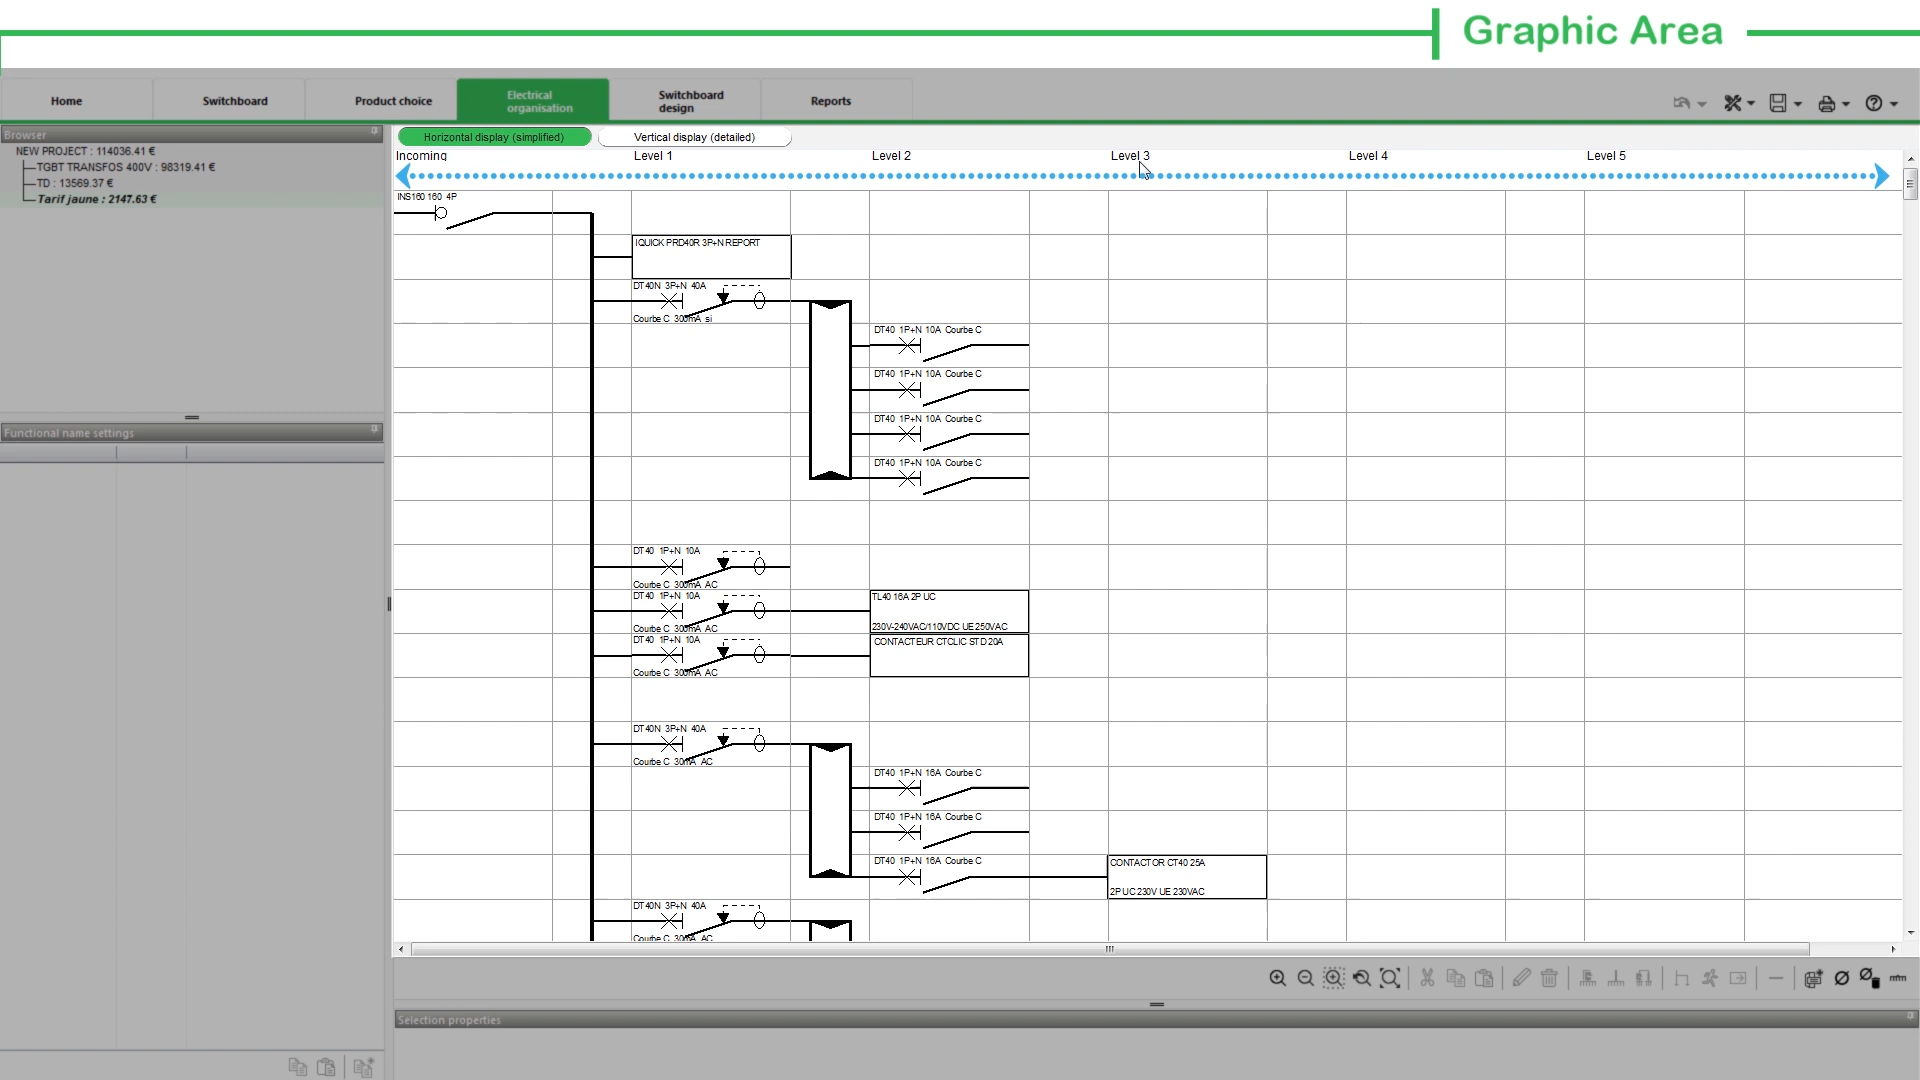 Graphic Area
Home
Switchboard
Product choice
Electrical
organisation
Switchboard
design
Reports
Browser
NEW PROJECT : 114036.41 €
TGBT TRANSFOS 400V : 98319.41 €
TD : 13569.37 €
Tarif jaune : 2147.63 €
Functional name settings
Horizontal display (simplified)
Vertical display (detailed)
Incoming
Level 1
Level 2
Level 3
Level 4
Level 5
INS160 160 4P
IQUICK PRD40R 3P+N REPORT
DT40N 3P+N 40A
Courbe C 300mA si
DT40 1P+N 10A Courbe C
DT40 1P+N 10A Courbe C
DT40 1P+N 10A Courbe C
DT40 1P+N 10A Courbe C
DT40 1P+N 10A
Courbe C 300mA AC
DT40 1P+N 10A
Courbe C 300mA AC
TL40 16A 2P UC
230V-240VAC/110VDC UE 250VAC
DT40 1P+N 10A
Courbe C 300mA AC
CONTACTEUR CTCLIC STD 20A
DT40N 3P+N 40A
Courbe C 30mA AC
DT40 1P+N 16A Courbe C
DT40 1P+N 16A Courbe C
DT40 1P+N 16A Courbe C
CONTACTOR CT40 25A
2P UC 230V UE 230VAC
DT40N 3P+N 40A
Courbe C 30mA AC
Selection properties